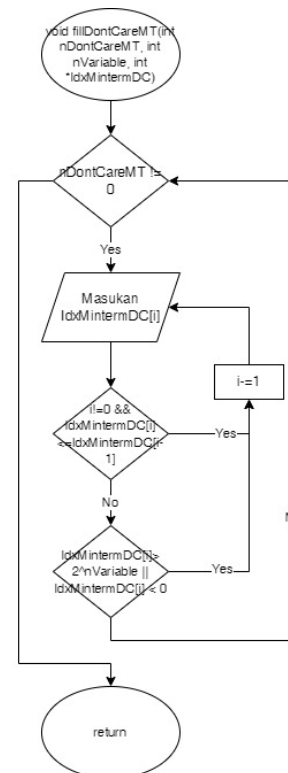 void fillDontCareMT(int
nDontCareMT, int
nVariable, int
*IdxMintermDC)
nDontCareMT !=
0
Yes
Masukan
IdxMintermDC[i]
i-=1
i!=0 &&
IdxMintermDC[i]
<=IdxMintermDC[i-
1]
Yes
No
IdxMintermDC[i]>
2^nVariable ||
IdxMintermDC[i] < 0
Yes
return